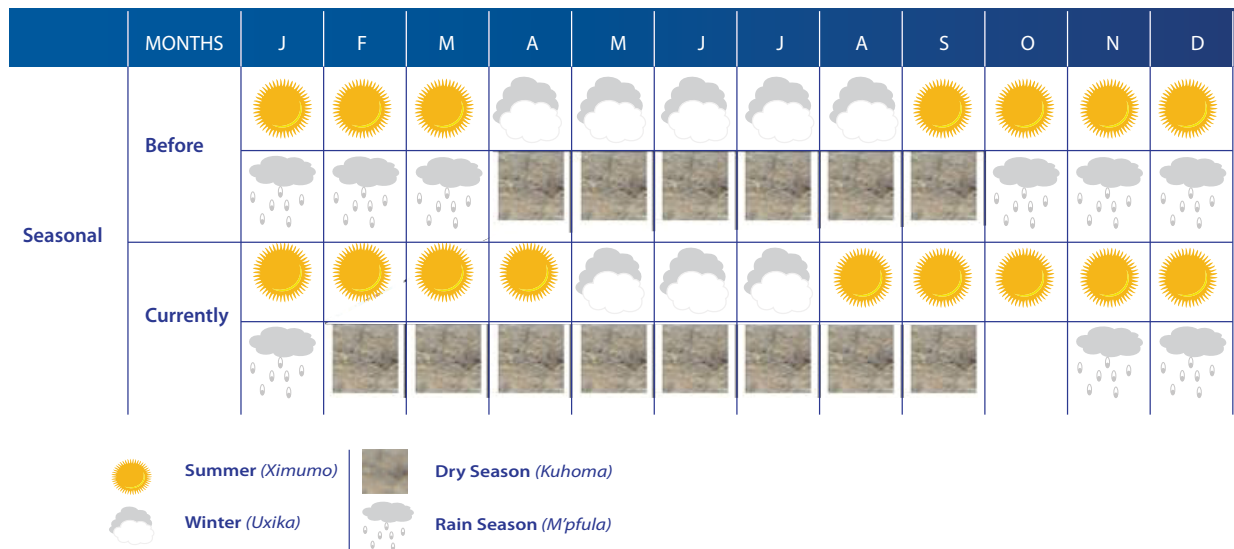 MONTHS J F M A M J J A S O N D
Before
Seasonal
Currently
Summer (Ximumo)
Dry Season (Kuhoma)
Winter (Uxika)
Rain Season (M'pfula)